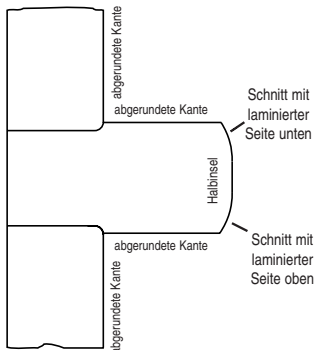 abgerundete Kante
abgerundete Kante
Schnitt mit
laminierter
Seite unten
Halbinsel
abgerundete Kante
Schnitt mit
laminierter
Seite oben
abgerundete Kante